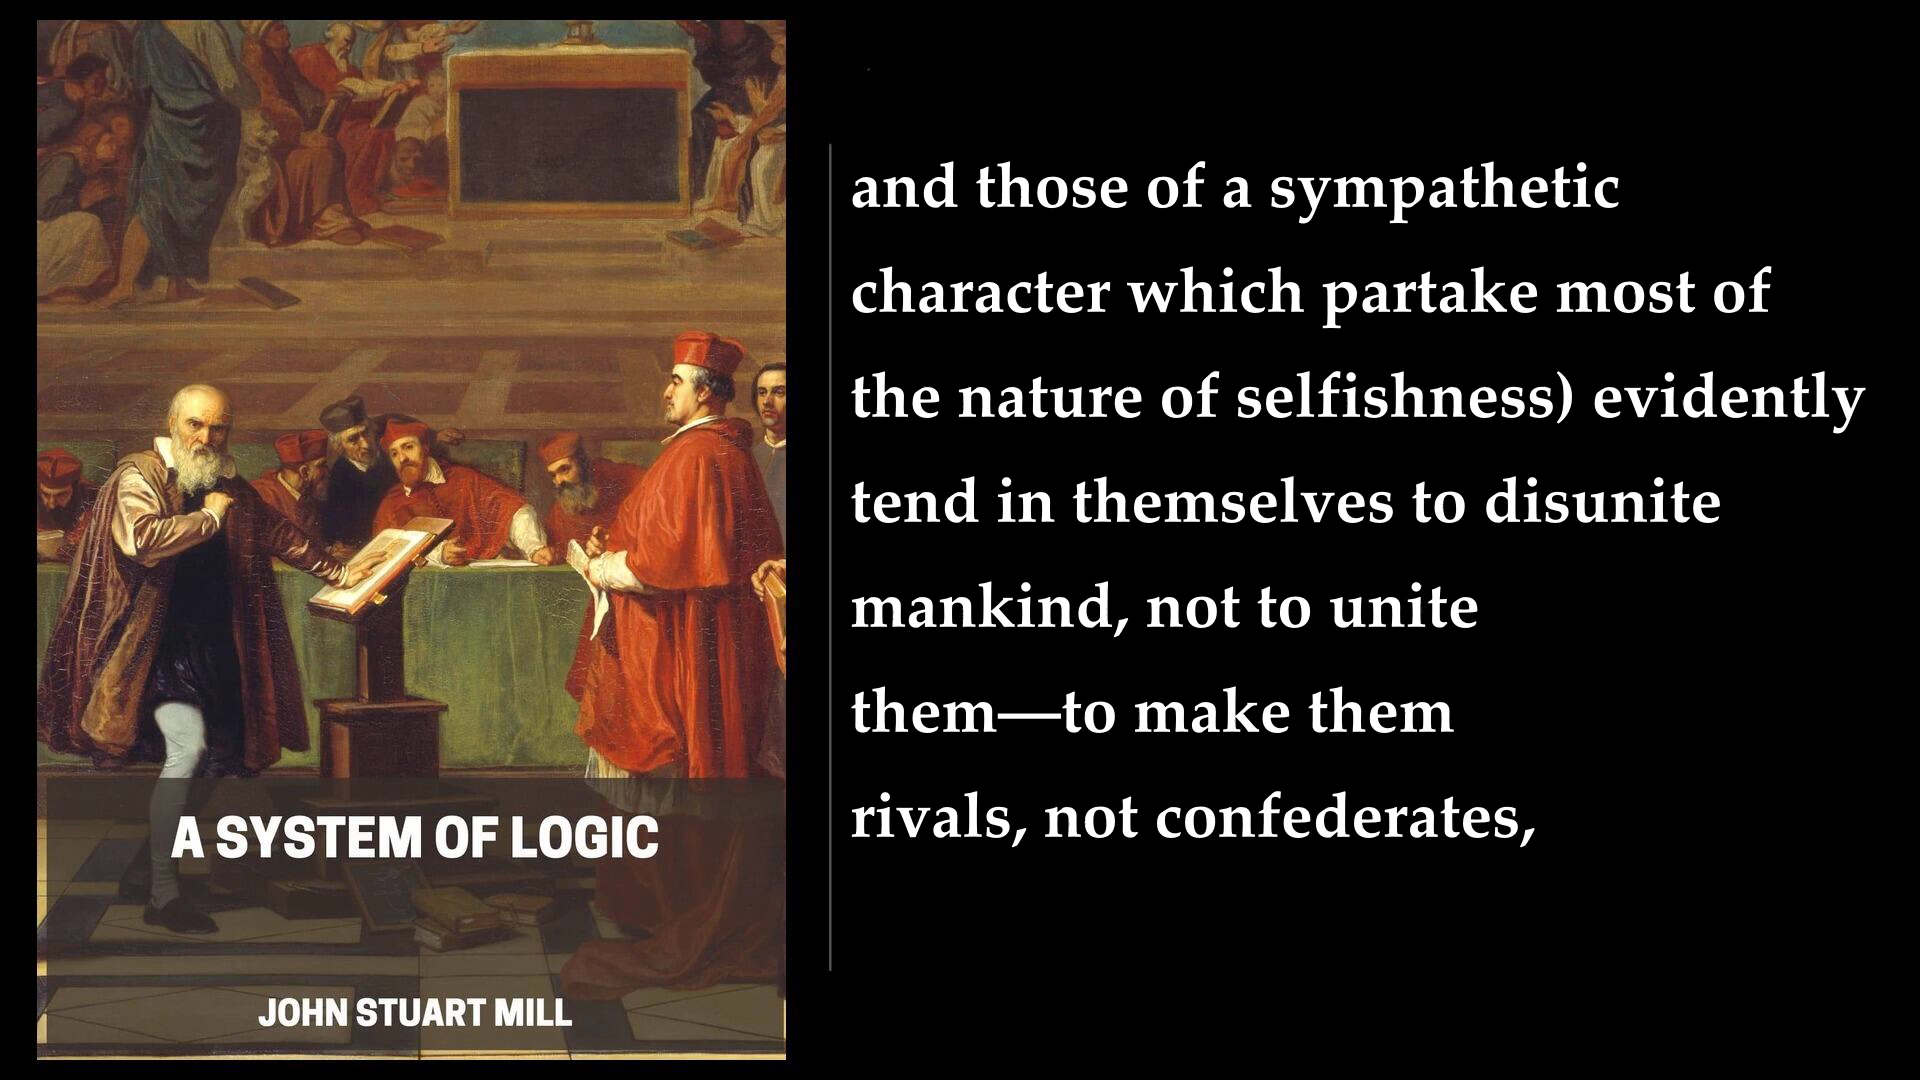 A SYSTEM OF LOGIC
JOHN STUART MILL
and those of a sympathetic
character which partake most of
the nature of selfishness) evidently
tend in themselves to disunite
mankind, not to unite
them—to make them
rivals, not confederates,